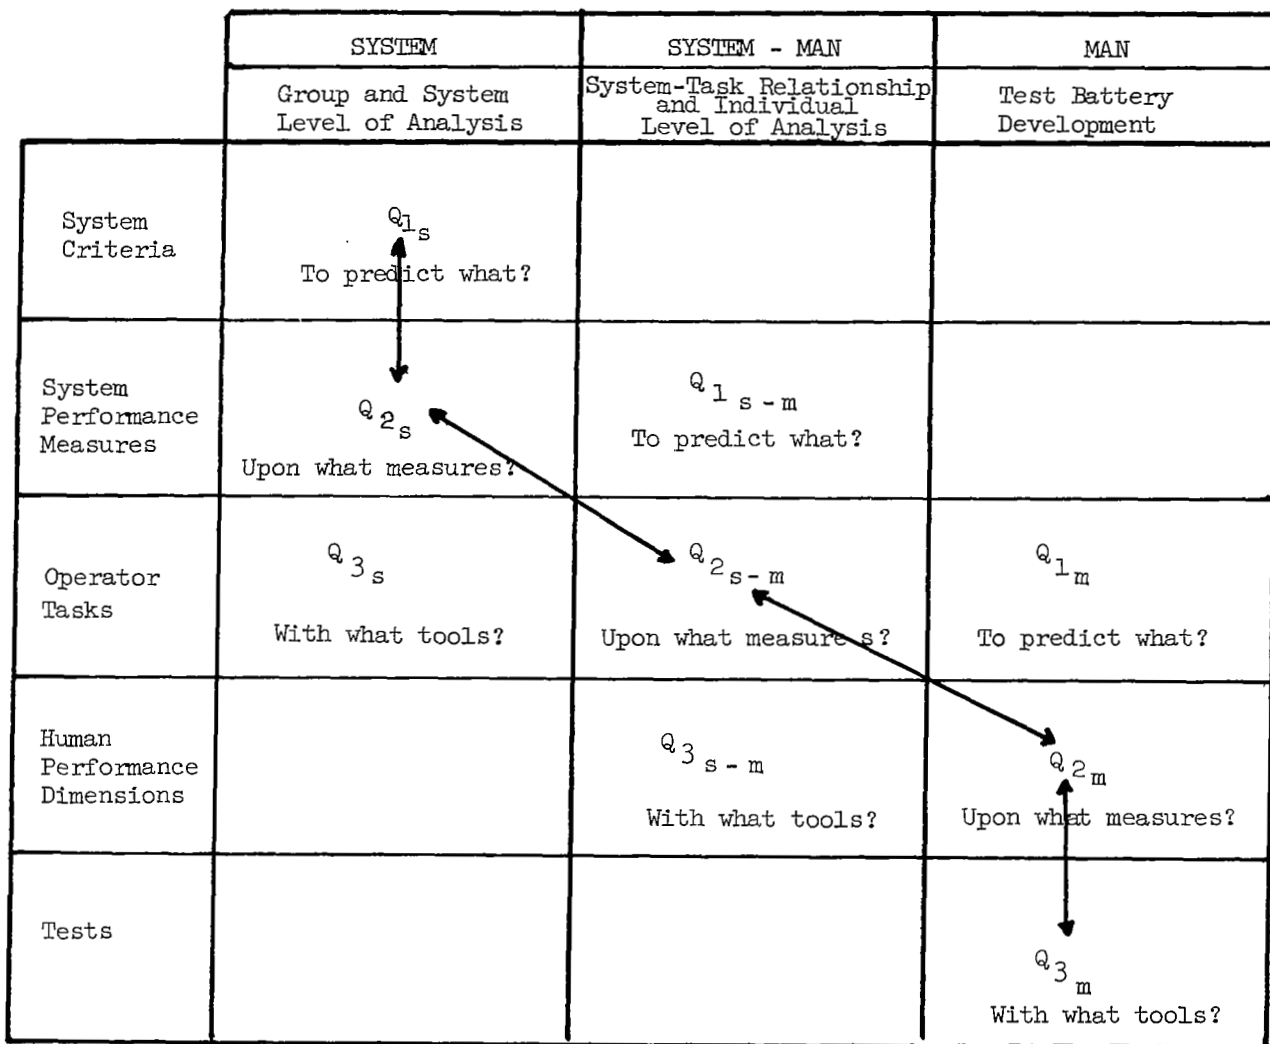 SYSTEM
SYSTEM - MAN
MAN
Group and System
Level of Analysis
System-Task Relationship
and Individual
Level of Analysis
Test Battery
Development
System
Criteria
Q1s
To predict what?
System
Performance
Measures
Q2s
Upon what measures?
Q1s-m
To predict what?
Operator
Tasks
Q3s
With what tools?
Q2s-m
Upon what measure s?
Q1m
To predict what?
Human
Performance
Dimensions
Q3s-m
With what tools?
Q2m
Upon what measures?
Tests
Q3m
With what tools?